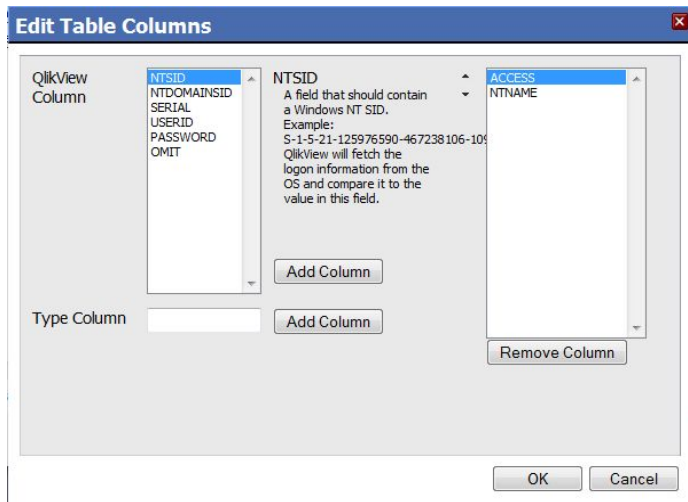 Edit Table Columns
QlikView
Column
NTSID
NTDOMAINSID
SERIAL
USERID
PASSWORD
OMIT
NTSID
A field that should contain
a Windows NT SID.
Example:
S-1-5-21-125976590-467238106-109
QlikView will fetch the
logon information from the
OS and compare it to the
value in this field.
Add Column
ACCESS
NTNAME
Type Column
Add Column
Remove Column
OK
Cancel